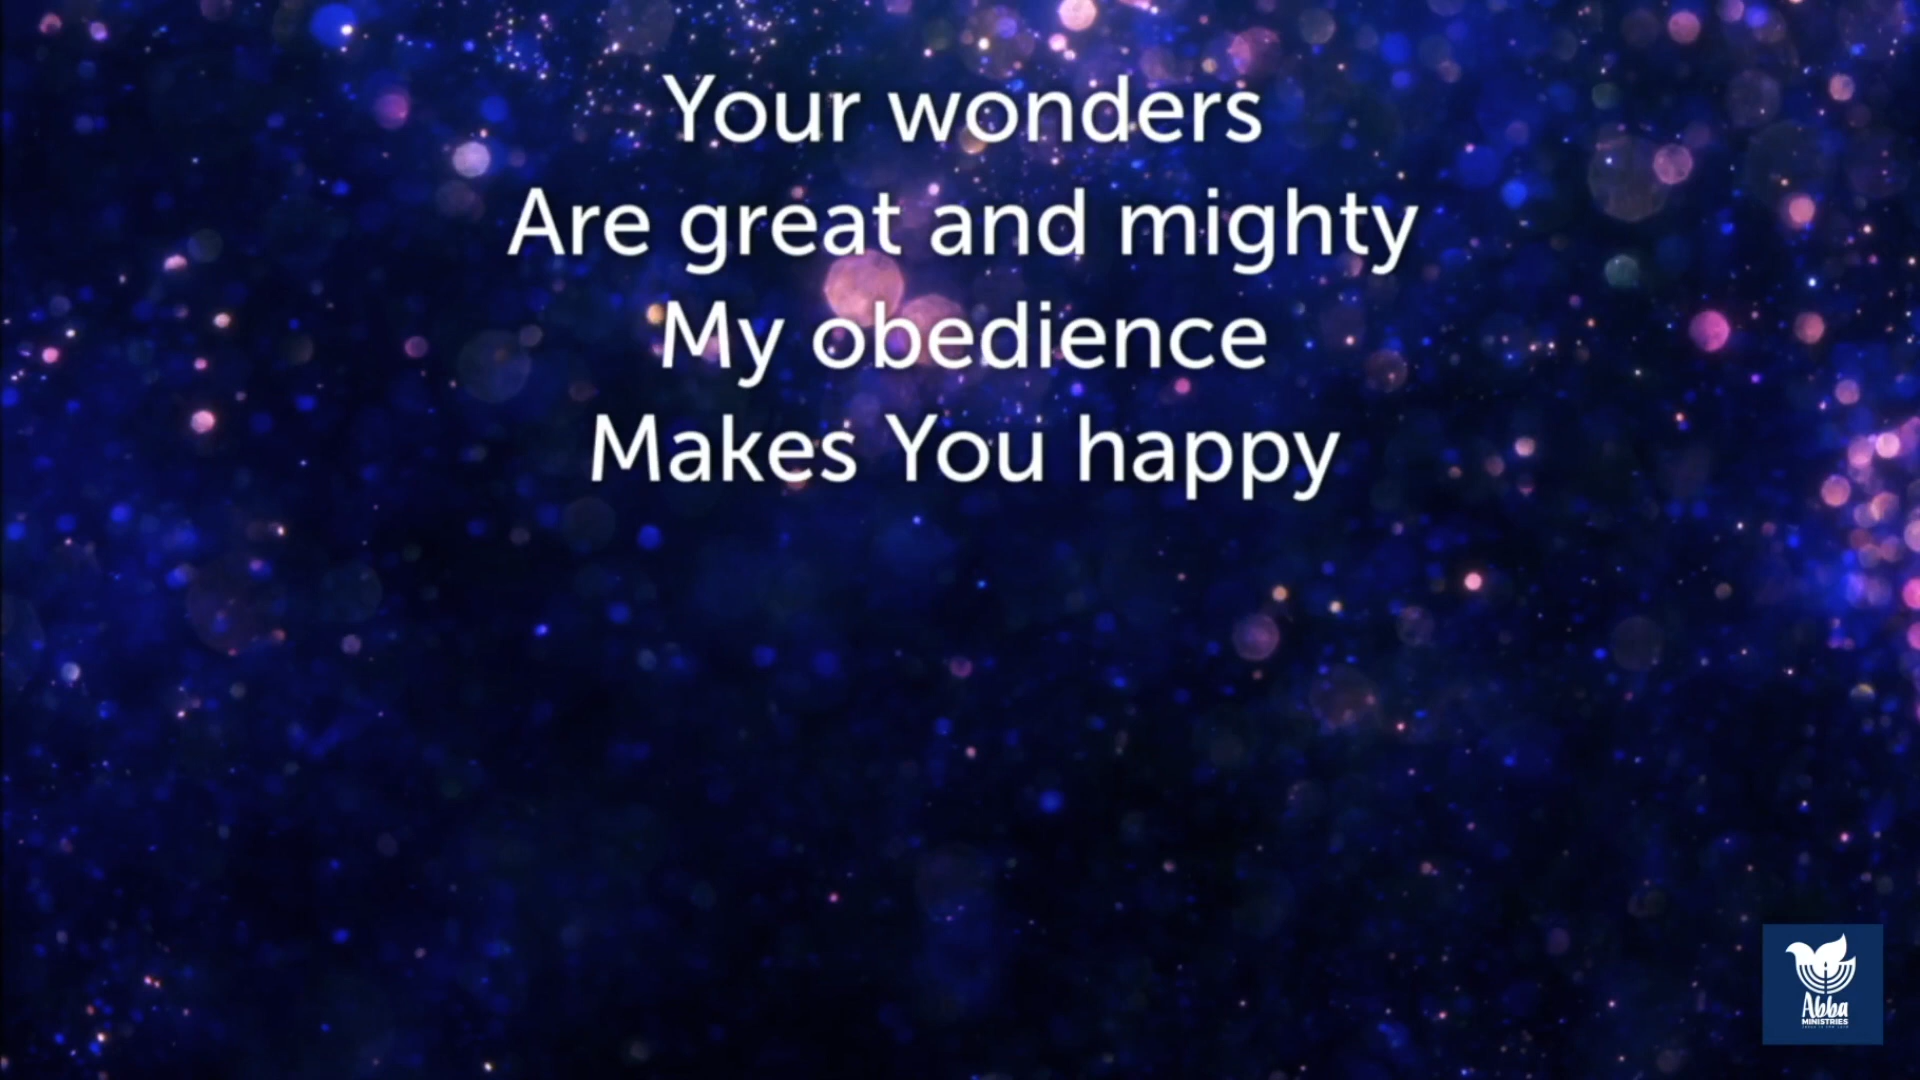 Your wonders
Are great and mighty
My obedience
Makes You happy
Abba
MINISTRIES